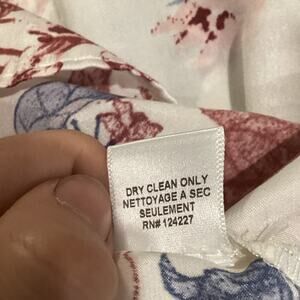 DRY CLEAN ONLY
NETTOYAGE A SEC
SEULEMENT
RN# 124227